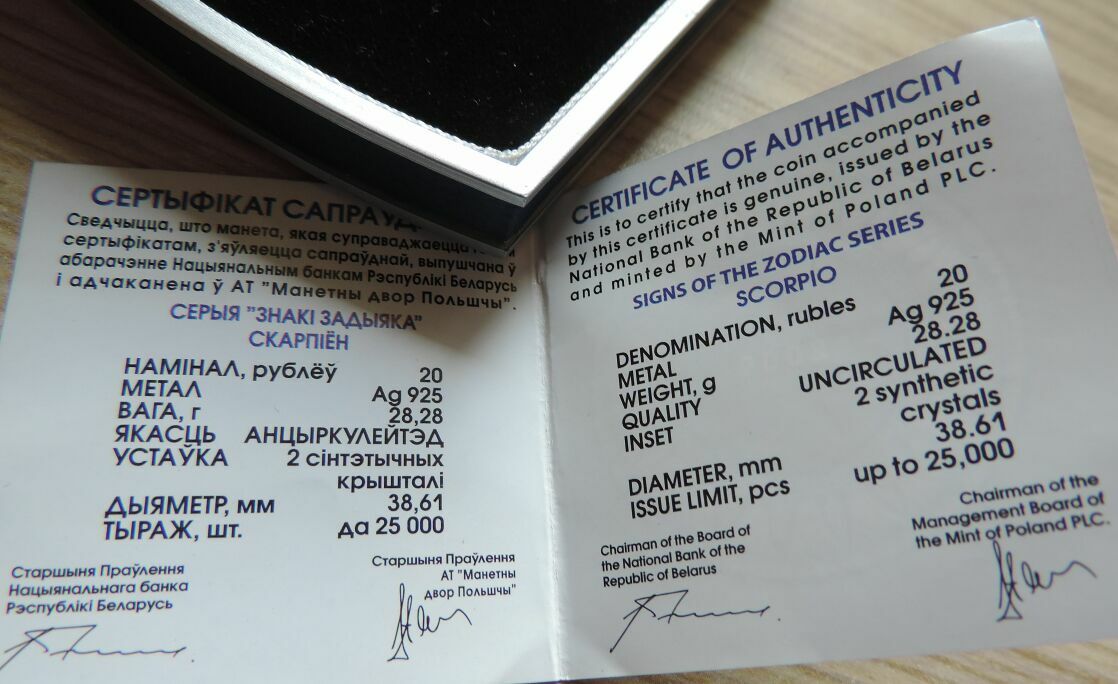 СЕРТЫФІКАТ
Сведчыцца, што манета, якая суправаджаецца
сертыфікатам, з'яўляецца сапраўднай, выпушчана ў
абарачэнне Нацыянальным банкам Рэспублікі Беларусь
і адчаканена ў АТ "Манетны двор Польшчы".
СЕРЫЯ "ЗНАКІ ЗАДЫЯКА"
СКАРПІЁН
НАМІНАЛ, рублёў 20
МЕТАЛ Ag 925
ВАГА, г 28,28
ЯКАСЦЬ АНЦЫРКУЛЕЙТЭД
УСТАЎКА 2 сінтэтычных
крышталі
ДЫЯМЕТР, мм 38,61
ТЫРАЖ, шт. да 25 000
Старшыня Праўлення
Нацыянальнага банка
Рэспублікі Беларусь
Старшыня Праўлення
АТ "Манетны
двор Польшчы"
CERTIFICATE OF AUTHENTICITY
This is to certify that the coin accompanied
by this certificate is genuine, issued by the
National Bank of the Republic of Belarus
and minted by the Mint of Poland PLC.
SIGNS OF THE ZODIAC SERIES
SCORPIO
DENOMINATION, rubles 20
METAL Ag 925
WEIGHT, g 28.28
QUALITY UNCIRCULATED
INSET 2 synthetic
crystals
DIAMETER, mm 38.61
ISSUE LIMIT, pcs up to 25,000
Chairman of the Board of
the National Bank of the
Republic of Belarus
Chairman of the
Management Board of
the Mint of Poland PLC.